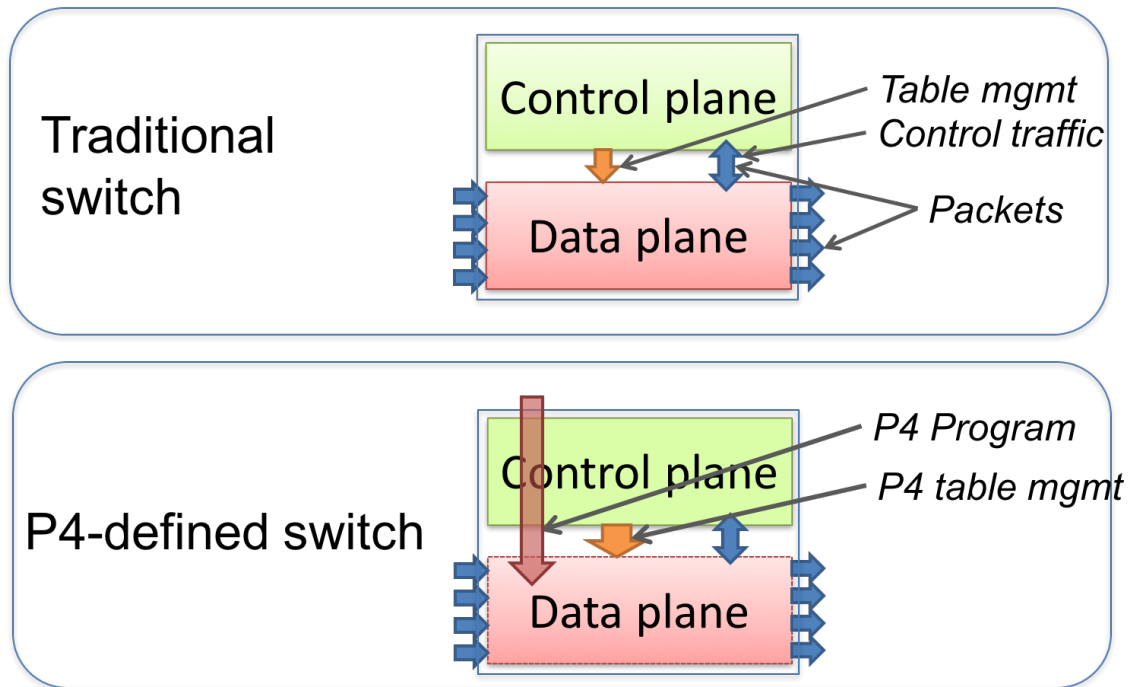 Traditional
switch
Control plane
Data plane
Table mgmt
Control traffic
Packets
P4-defined switch
Control plane
Data plane
P4 Program
P4 table mgmt